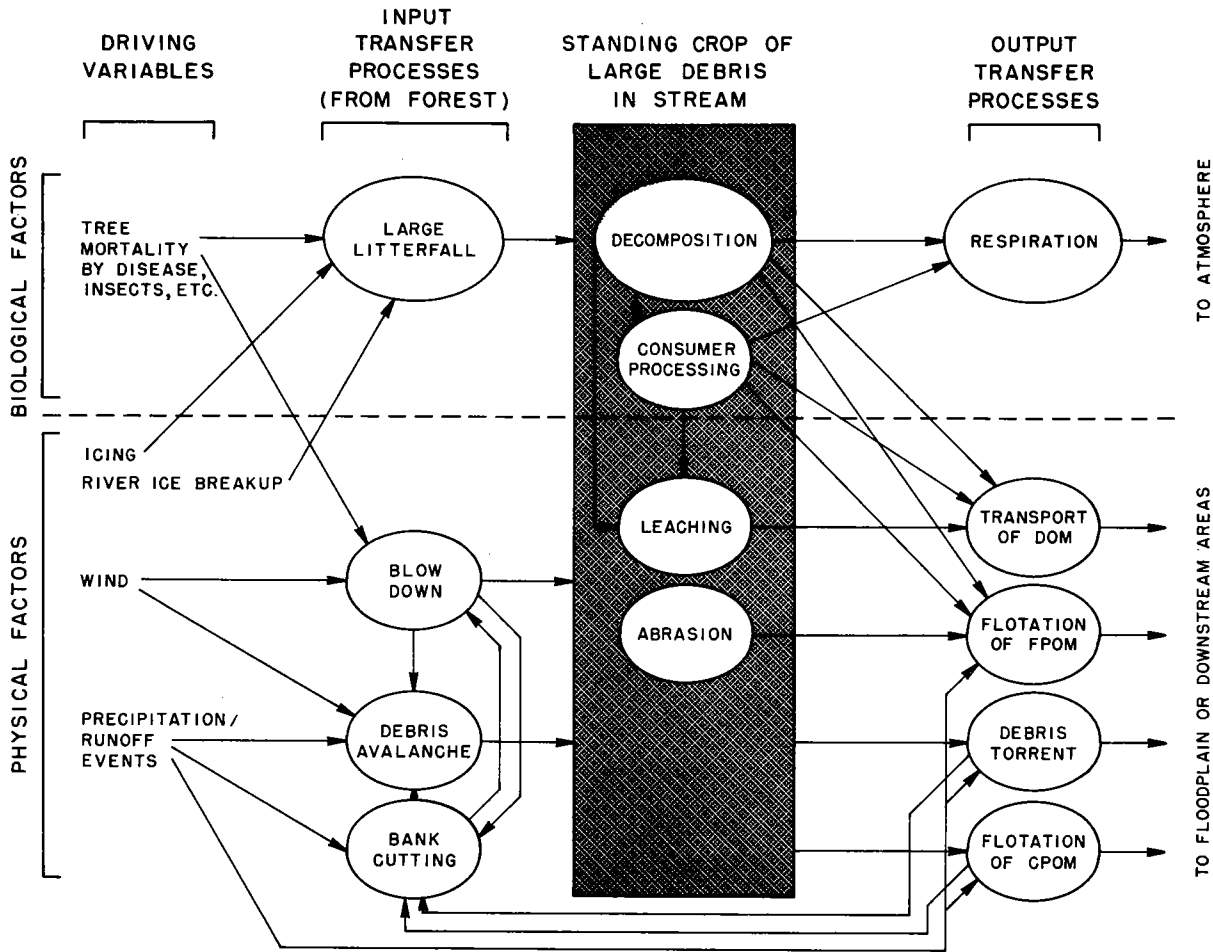 DRIVING
VARIABLES
INPUT
TRANSFER
PROCESSES
(FROM FOREST)
STANDING CROP OF
LARGE DEBRIS
IN STREAM
OUTPUT
TRANSFER
PROCESSES
BIOLOGICAL FACTORS
TREE
MORTALITY
BY DISEASE,
INSECTS, ETC.
LARGE
LITTERFALL
DECOMPOSITION
RESPIRATION
TO ATMOSPHERE
CONSUMER
PROCESSING
PHYSICAL FACTORS
ICING
RIVER ICE BREAKUP
LEACHING
TRANSPORT
OF DOM
WIND
BLOW
DOWN
ABRASION
FLOTATION
OF FPOM
PRECIPITATION/
RUNOFF
EVENTS
DEBRIS
AVALANCHE
DEBRIS
TORRENT
BANK
CUTTING
FLOTATION
OF CPOM
TO FLOODPLAIN OR DOWNSTREAM AREAS